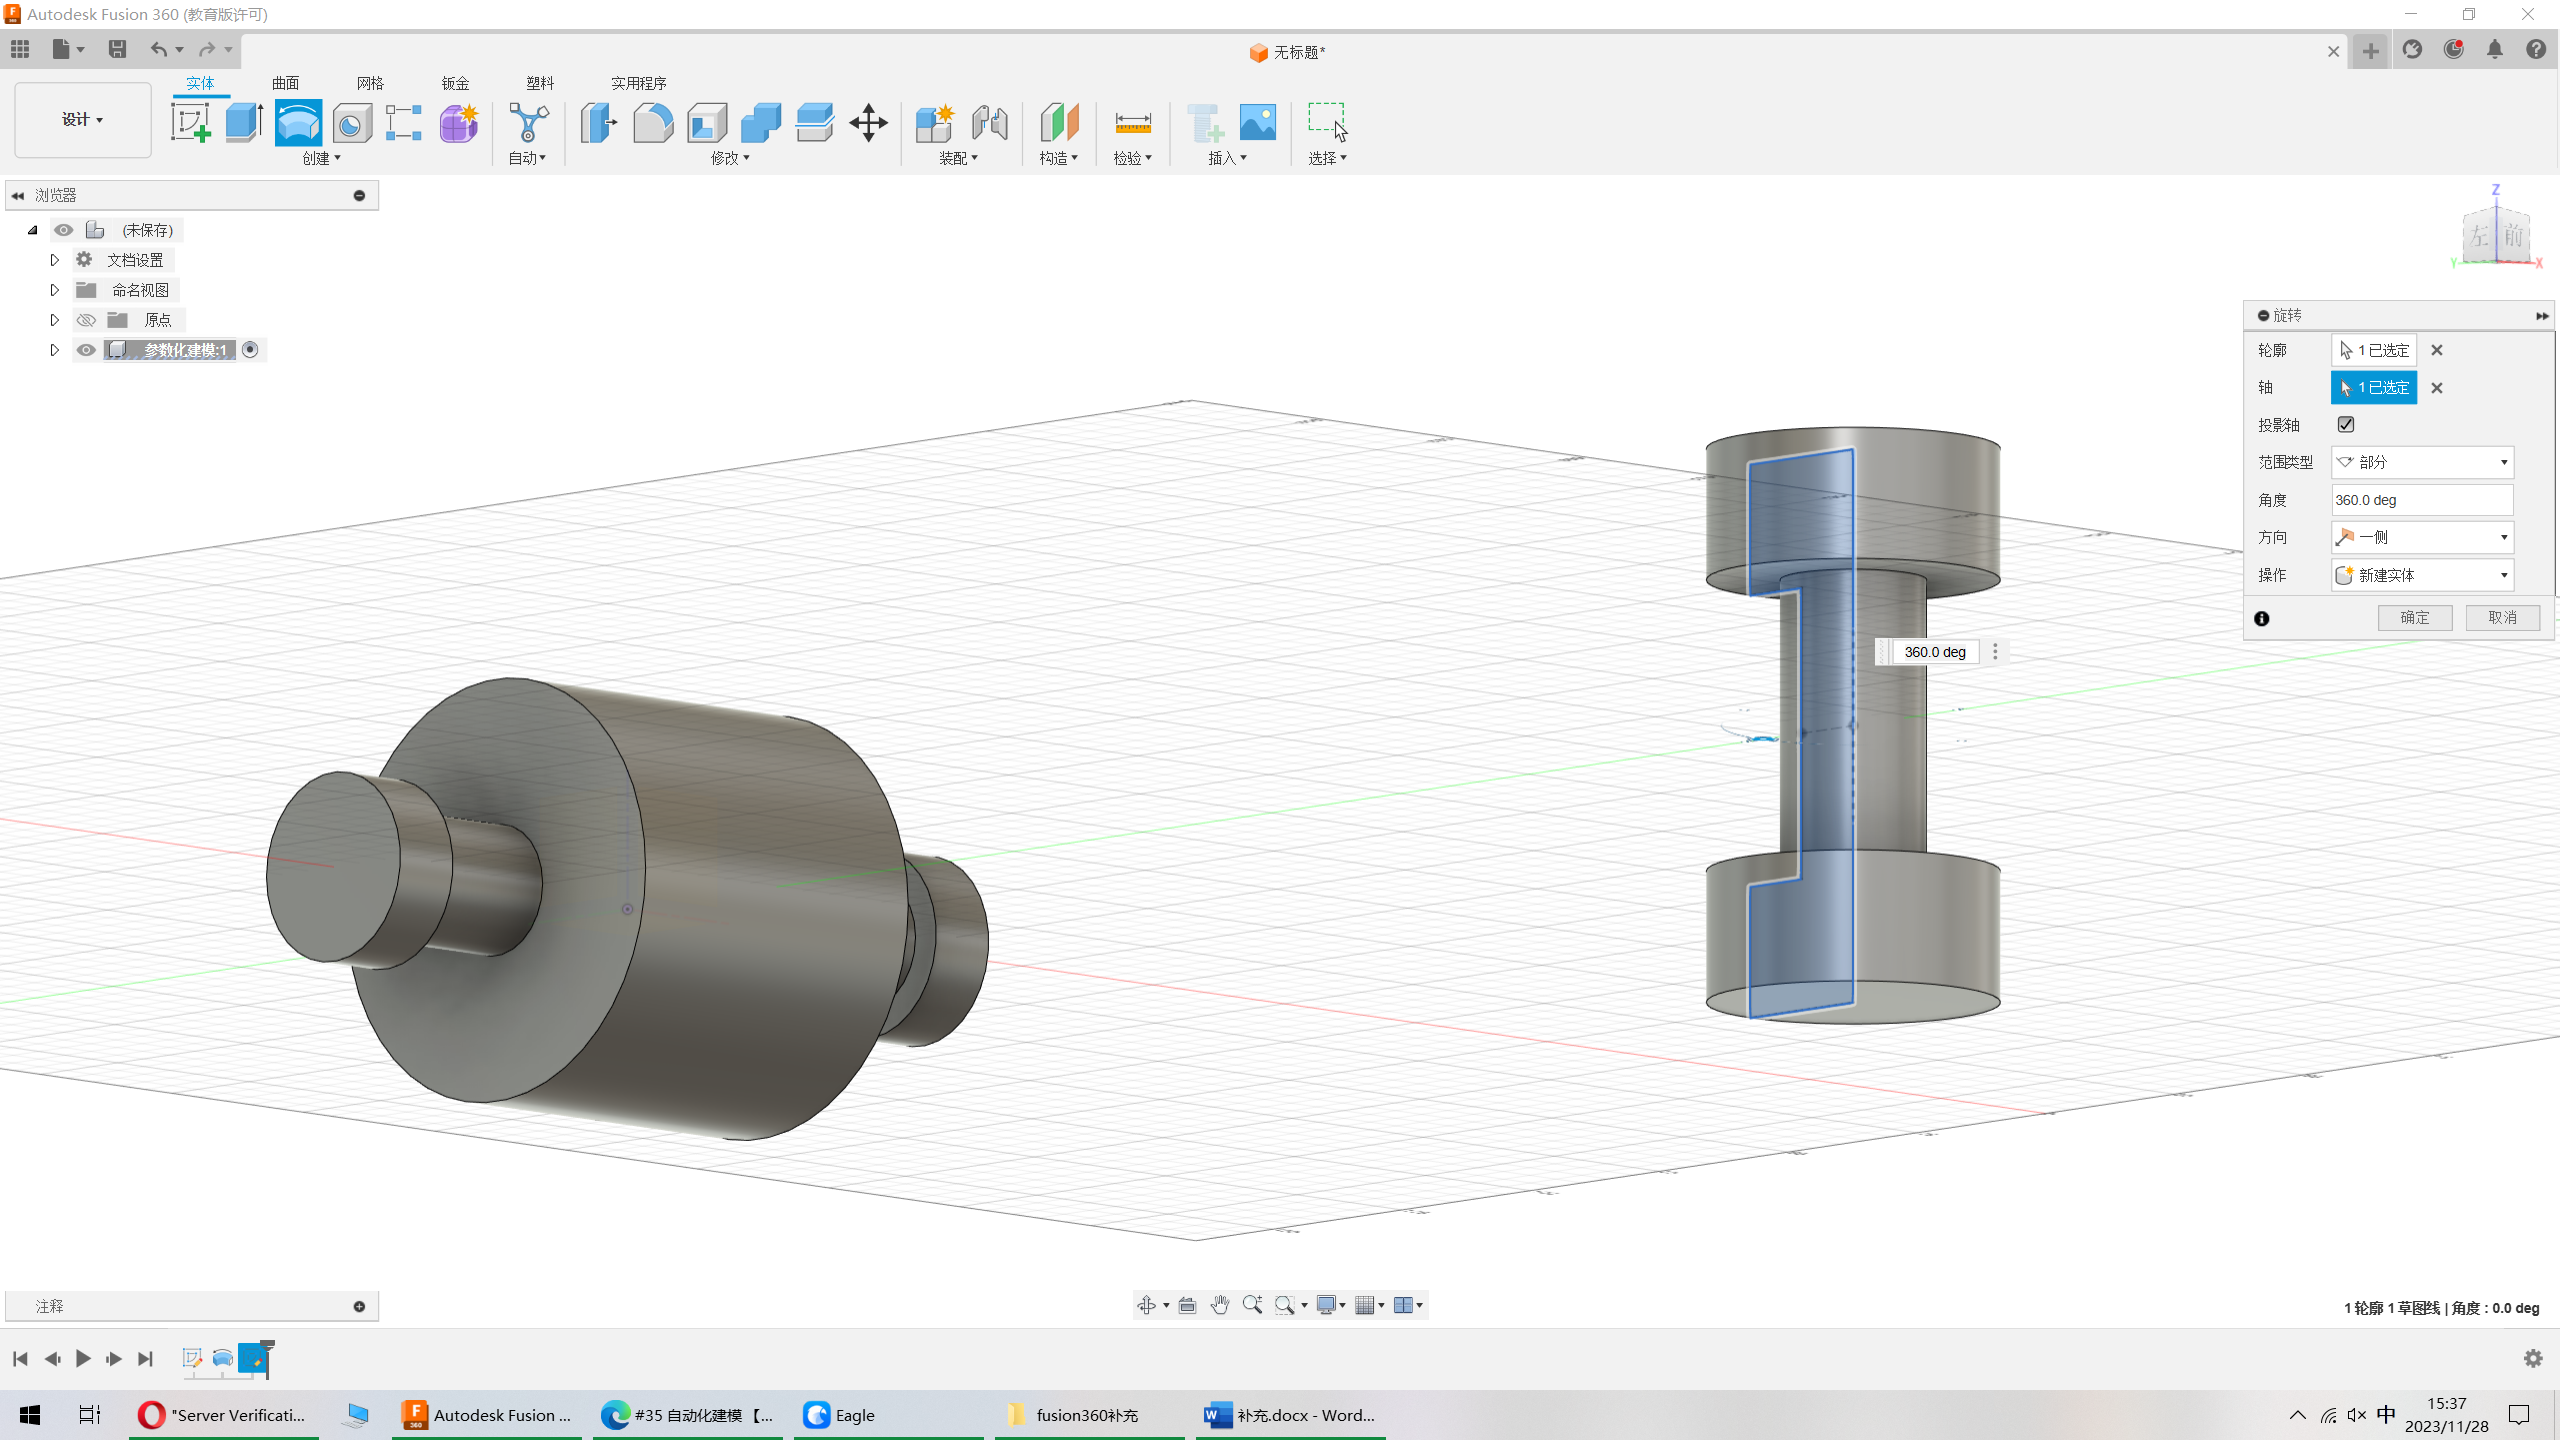 Autodesk Fusion 360 (教育版许可)
无标题*
实体 曲面 网格 钣金 塑料 实用程序
设计
创建 自动 修改 装配 构造 检验 插入 选择
浏览器
(未保存)
文档设置
命名视图
原点
参数化建模:1
Z
左 前
Y X
旋转
轮廓 1 已选定
轴 1 已选定
投影轴
范围类型 部分
角度 360.0 deg
方向 一侧
操作 新建实体
确定 取消
360.0 deg
注释
1 轮廓 1 草图线 | 角度 : 0.0 deg
"Server Verificati... Autodesk Fusion ... #35 自动化建模【... Eagle fusion360补充 补充.docx - Word... 中 15:37
2023/11/28